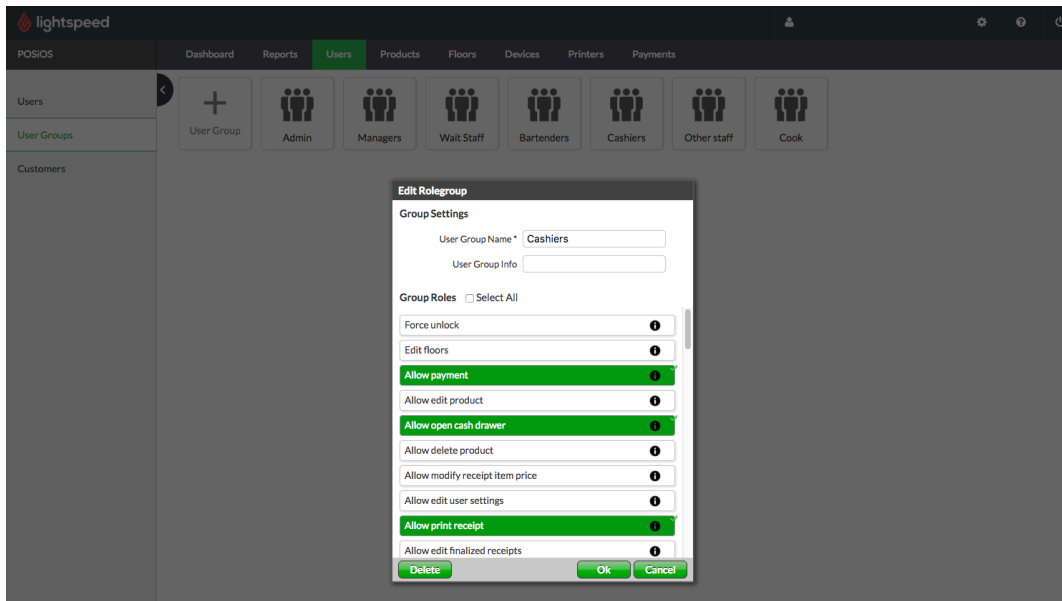 lightspeed
POSiOS
Dashboard Reports Users Products Floors Devices Printers Payments
Users
User Groups
Customers
User Group Admin Managers Wait Staff Bartenders Cashiers Other staff Cook
Edit Rolegroup
Group Settings
User Group Name* Cashiers
User Group Info
Group Roles Select All
Force unlock
Edit floors
Allow payment
Allow edit product
Allow open cash drawer
Allow delete product
Allow modify receipt item price
Allow edit user settings
Allow print receipt
Allow edit finalized receipts
Delete Ok Cancel